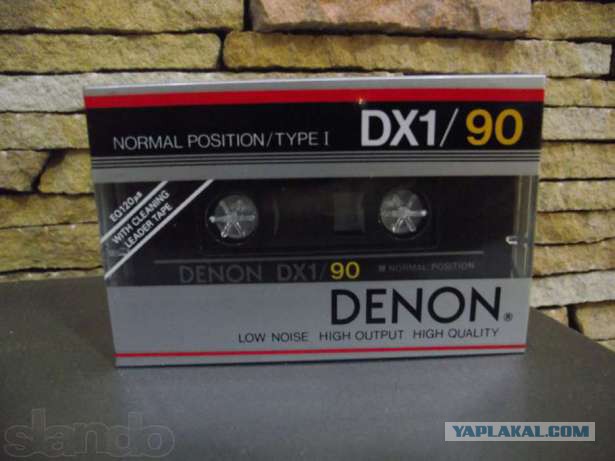 NORMAL POSITION/TYPE I
DX1/90
EQ120μs
WITH CLEANING
LEADER TAPE
DENON DX1/90
NORMAL POSITION
DENON®
LOW NOISE HIGH OUTPUT HIGH QUALITY
slando
YAPLAKAL.COM